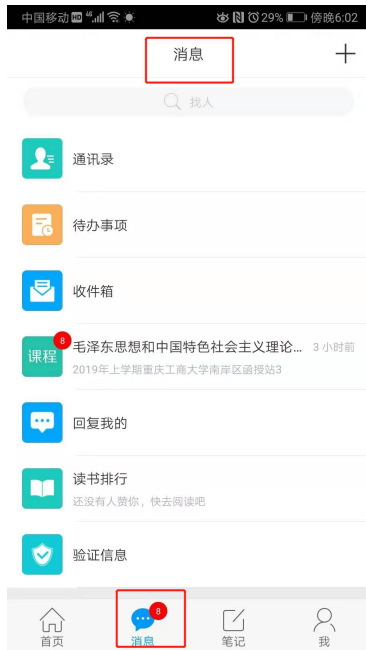 中国移动 HD 46 29% 傍晚6:02
消息
找人
通讯录
待办事项
收件箱
8
课程
毛泽东思想和中国特色社会主义理论... 3 小时前
2019年上学期重庆工商大学南岸区函授站3
回复我的
读书排行
还没有人赞你，快去阅读吧
验证信息
8
首页 消息 笔记 我